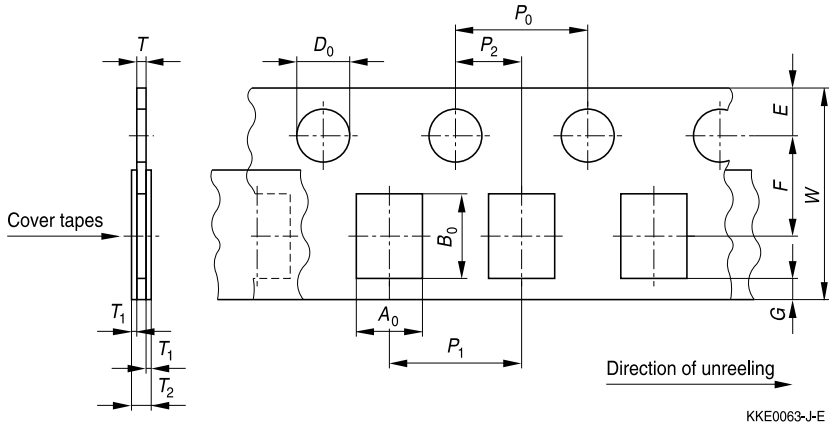 P0
T
D0
P2
E
F
W
Cover tapes
B0
T1
A0
G
T1
P1
T2
Direction of unreeling
KKE0063-J-E